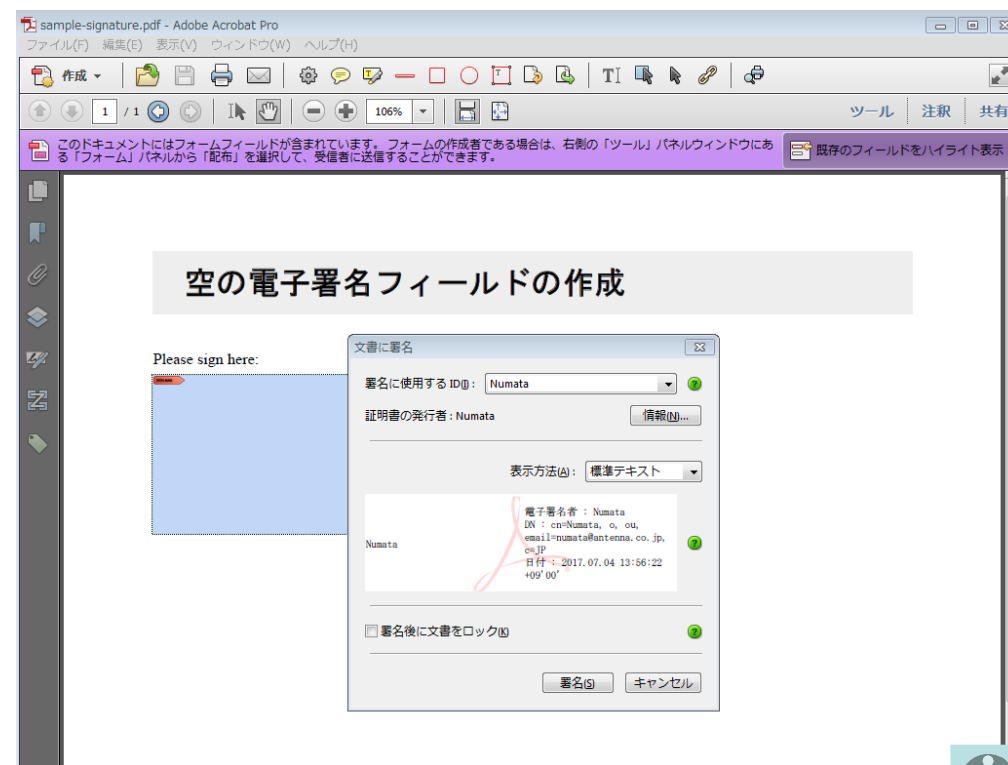 sample-signature.pdf - Adobe Acrobat Pro
ファイル(F) 編集(E) 表示(V) ウィンドウ(W) ヘルプ(H)
作成
1 / 1 106% ツール 注釈 共有
このドキュメントにはフォームフィールドが含まれています。フォームの作成者である場合は、右側の「ツール」パネルウィンドウにあ
る「フォーム」パネルから「配布」を選択して、受信者に送信することができます。
既存のフィールドをハイライト表示
空の電子署名フィールドの作成
Please sign here:
文書に署名
署名に使用する ID(I): Numata
証明書の発行者 : Numata 情報(N)...
表示方法(A): 標準テキスト
Numata
電子署名者 : Numata
DN : cn=Numata, o, ou,
email=numata@antenna.co.jp,
c=JP
日付 : 2017.07.04 13:56:22
+09'00'
署名後に文書をロック(K)
署名(S) キャンセル